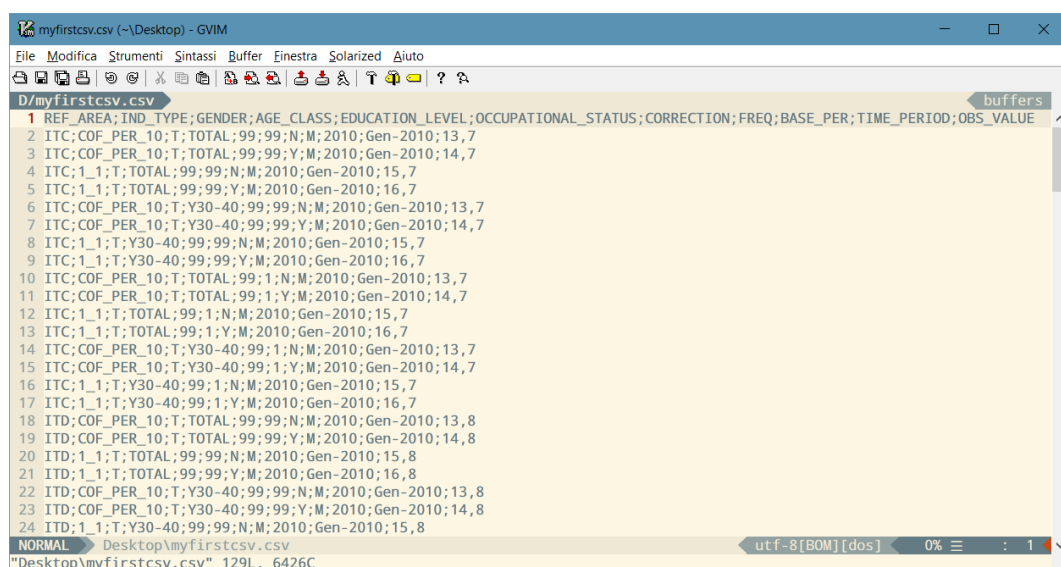 myfirstcsv.csv (~\Desktop) - GVIM
File Modifica Strumenti Sintassi Buffer Finestra Solarized Aiuto
D/myfirstcsv.csv buffers
1 REF_AREA;IND_TYPE;GENDER;AGE_CLASS;EDUCATION_LEVEL;OCCUPATIONAL_STATUS;CORRECTION;FREQ;BASE_PER;TIME_PERIOD;OBS_VALUE
2 ITC;COF_PER_10;T;TOTAL;99;99;N;M;2010;Gen-2010;13,7
3 ITC;COF_PER_10;T;TOTAL;99;99;Y;M;2010;Gen-2010;14,7
4 ITC;1_1;T;TOTAL;99;99;N;M;2010;Gen-2010;15,7
5 ITC;1_1;T;TOTAL;99;99;Y;M;2010;Gen-2010;16,7
6 ITC;COF_PER_10;T;Y30-40;99;99;N;M;2010;Gen-2010;13,7
7 ITC;COF_PER_10;T;Y30-40;99;99;Y;M;2010;Gen-2010;14,7
8 ITC;1_1;T;Y30-40;99;99;N;M;2010;Gen-2010;15,7
9 ITC;1_1;T;Y30-40;99;99;Y;M;2010;Gen-2010;16,7
10 ITC;COF_PER_10;T;TOTAL;99;1;N;M;2010;Gen-2010;13,7
11 ITC;COF_PER_10;T;TOTAL;99;1;Y;M;2010;Gen-2010;14,7
12 ITC;1_1;T;TOTAL;99;1;N;M;2010;Gen-2010;15,7
13 ITC;1_1;T;TOTAL;99;1;Y;M;2010;Gen-2010;16,7
14 ITC;COF_PER_10;T;Y30-40;99;1;N;M;2010;Gen-2010;13,7
15 ITC;COF_PER_10;T;Y30-40;99;1;Y;M;2010;Gen-2010;14,7
16 ITC;1_1;T;Y30-40;99;1;N;M;2010;Gen-2010;15,7
17 ITC;1_1;T;Y30-40;99;1;Y;M;2010;Gen-2010;16,7
18 ITD;COF_PER_10;T;TOTAL;99;99;N;M;2010;Gen-2010;13,8
19 ITD;COF_PER_10;T;TOTAL;99;99;Y;M;2010;Gen-2010;14,8
20 ITD;1_1;T;TOTAL;99;99;N;M;2010;Gen-2010;15,8
21 ITD;1_1;T;TOTAL;99;99;Y;M;2010;Gen-2010;16,8
22 ITD;COF_PER_10;T;Y30-40;99;99;N;M;2010;Gen-2010;13,8
23 ITD;COF_PER_10;T;Y30-40;99;99;Y;M;2010;Gen-2010;14,8
24 ITD;1_1;T;Y30-40;99;99;N;M;2010;Gen-2010;15,8
NORMAL Desktop\myfirstcsv.csv utf-8[BOM][dos] 0% ☰ : 1
"Desktop\myfirstcsv.csv" 129L, 6426C